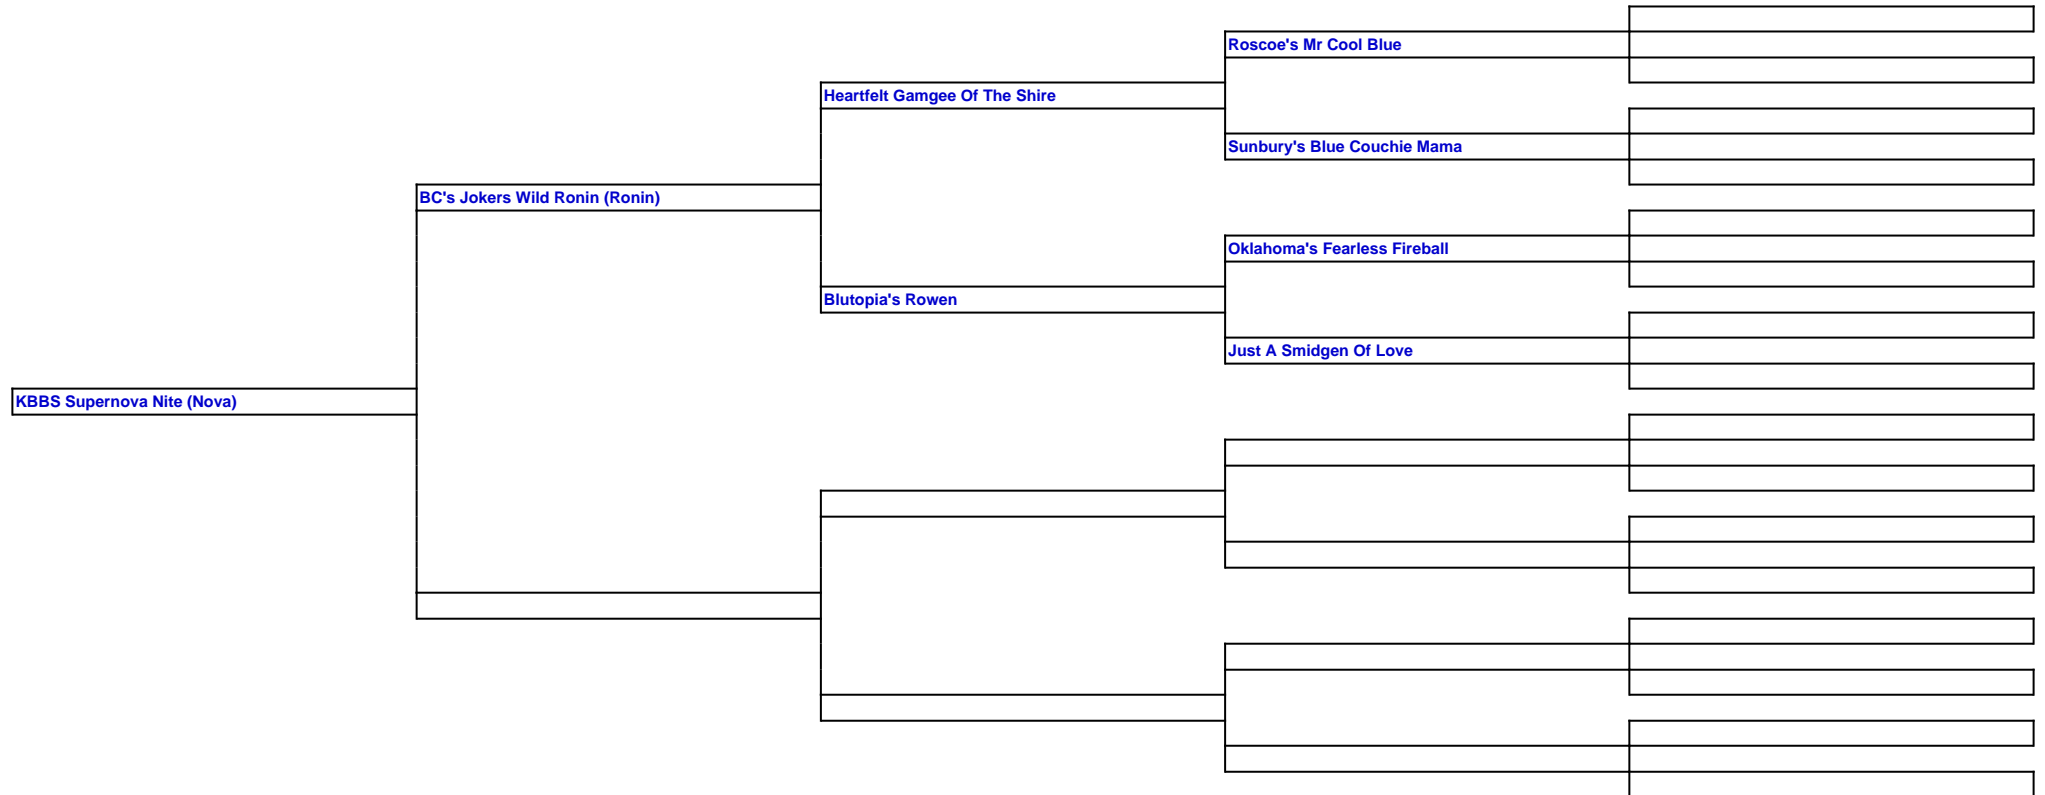 Roscoe's Mr Cool Blue
Heartfelt Gamgee Of The Shire
Sunbury's Blue Couchie Mama
BC's Jokers Wild Ronin (Ronin)
Oklahoma's Fearless Fireball
Blutopia's Rowen
Just A Smidgen Of Love
KBBS Supernova Nite (Nova)